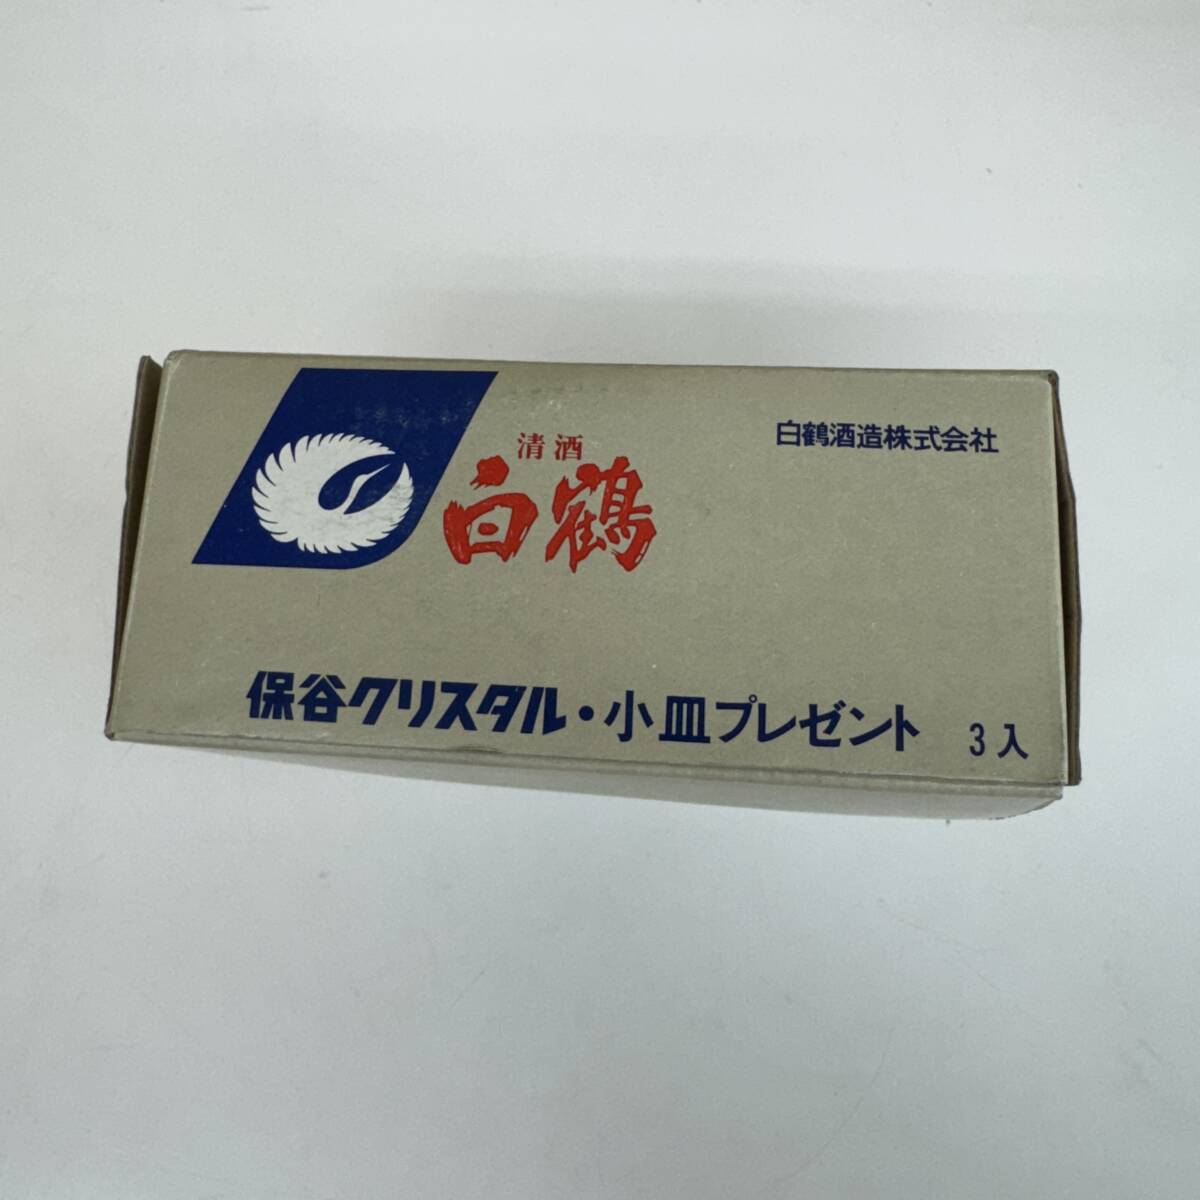 清酒
白鶴
白鶴酒造株式会社
保谷クリスタル・小皿プレゼント 3入